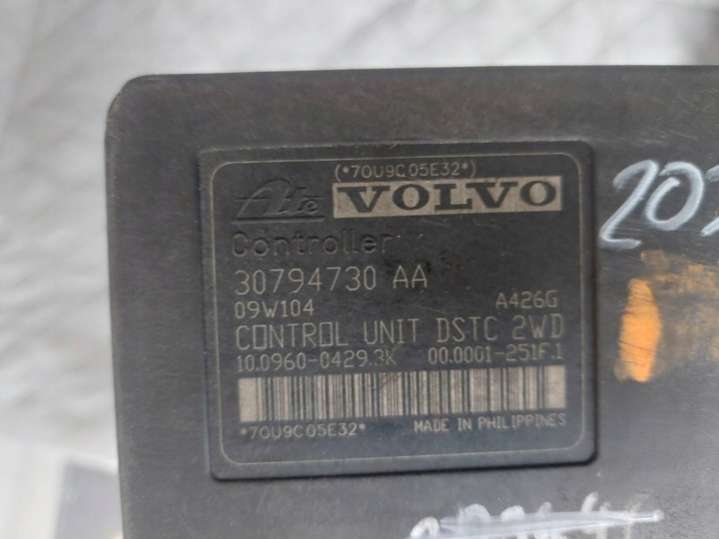 (*70U9C05E32*)
Ate VOLVO
Controller
30794730 AA
09W104 A426G
CONTROL UNIT DSTC 2WD
10.0960-0429.3K 00.0001-251F.1
*70U9C05E32* MADE IN PHILIPPINES